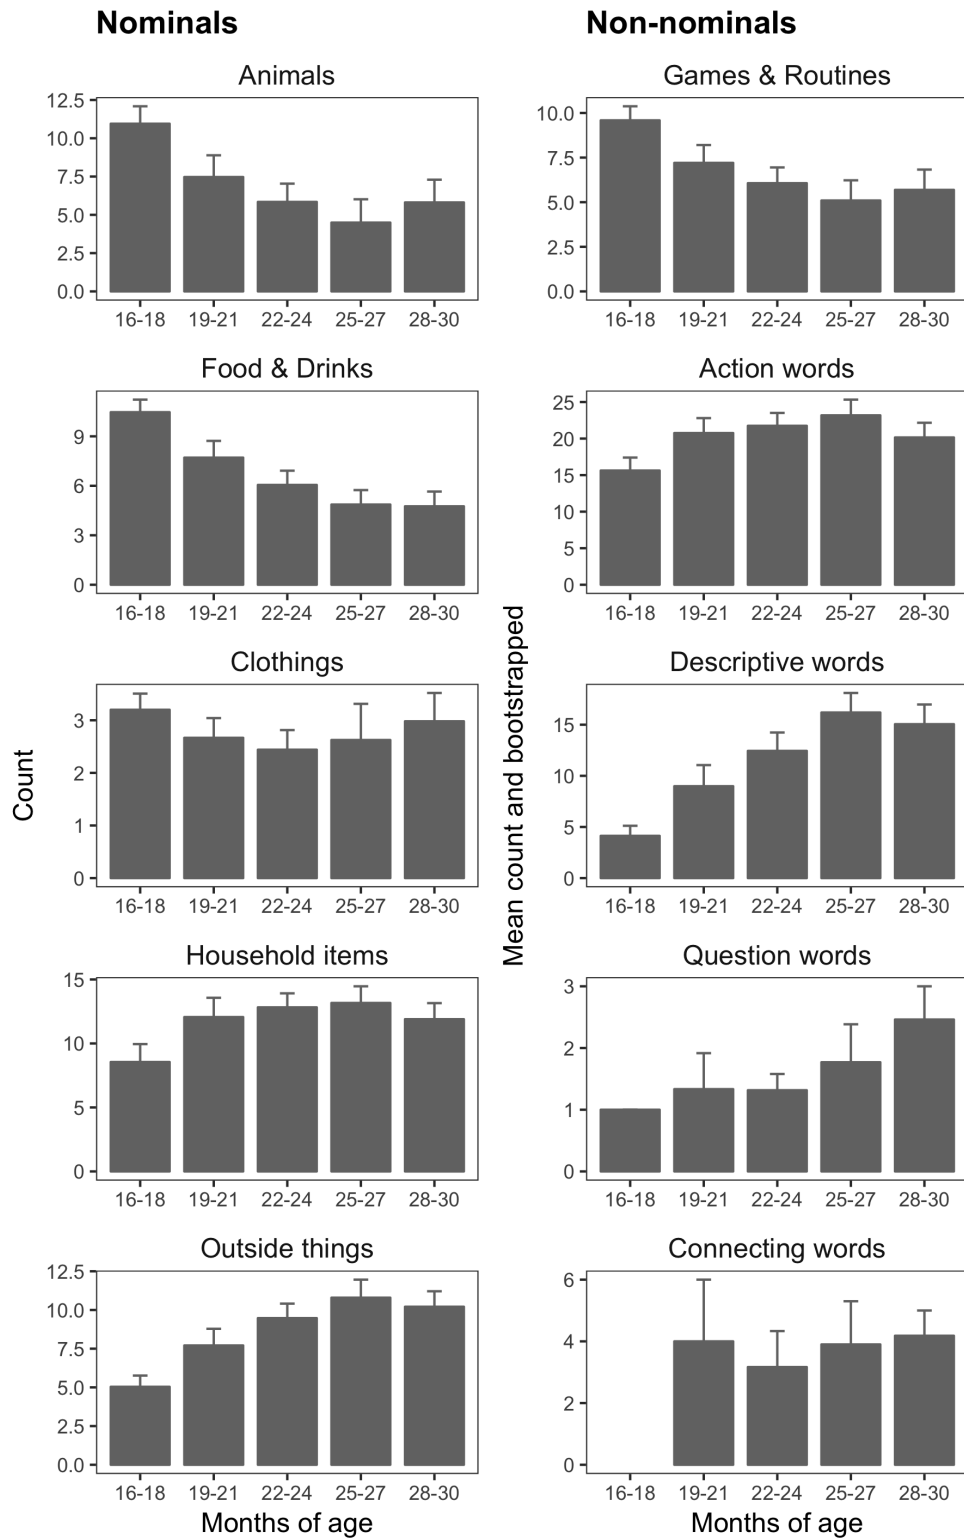 Nominals
Non-nominals
Animals
Games & Routines
12.5
10.0
7.5
5.0
2.5
0.0
16-18 19-21 22-24 25-27 28-30
10.0
7.5
5.0
2.5
0.0
16-18 19-21 22-24 25-27 28-30
Food & Drinks
Action words
9
6
3
0
16-18 19-21 22-24 25-27 28-30
25
20
15
10
5
0
16-18 19-21 22-24 25-27 28-30
Clothings
Descriptive words
Count
3
2
1
0
16-18 19-21 22-24 25-27 28-30
Mean count and bootstrapped
15
10
5
0
16-18 19-21 22-24 25-27 28-30
Household items
Question words
15
10
5
0
16-18 19-21 22-24 25-27 28-30
3
2
1
0
16-18 19-21 22-24 25-27 28-30
Outside things
Connecting words
12.5
10.0
7.5
5.0
2.5
0.0
16-18 19-21 22-24 25-27 28-30
Months of age
6
4
2
0
16-18 19-21 22-24 25-27 28-30
Months of age